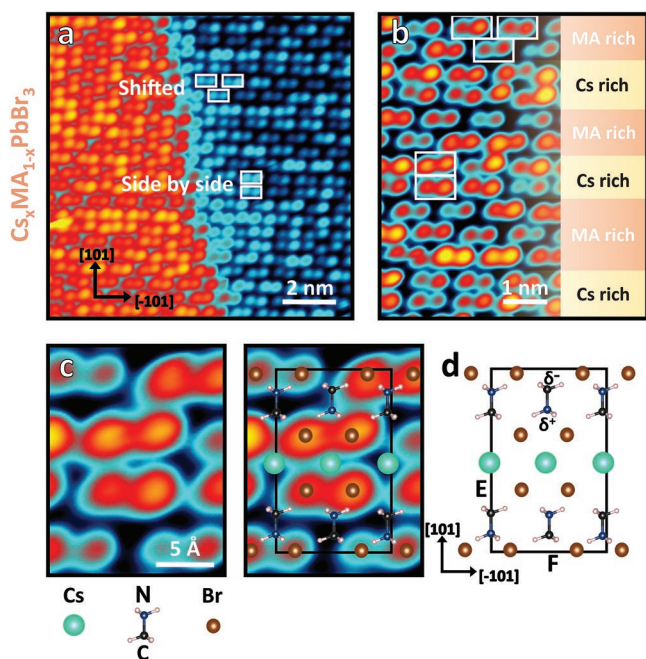 CsₓMA₁₋ₓPbBr₃
a
Shifted
Side by side
[101]
[-101]
2 nm
b
MA rich
Cs rich
MA rich
Cs rich
MA rich
Cs rich
1 nm
c
5 Å
d
δ⁻
δ⁺
E
F
[101]
[-101]
Cs
N
C
Br